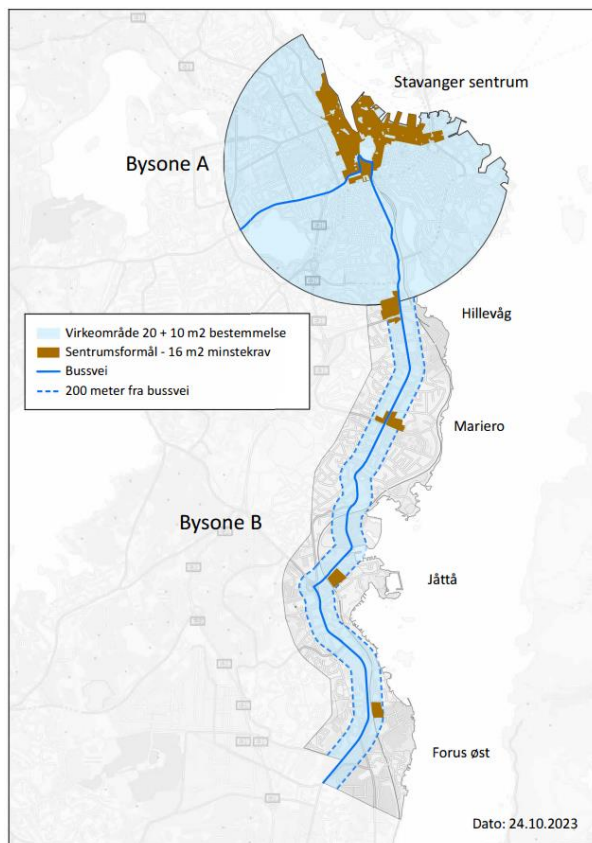 Stavanger sentrum
Bysone A
Virkeområde 20 + 10 m2 bestemmelse
Sentrumsformål - 16 m2 minstekrav
Bussvei
200 meter fra bussvei
Hillevåg
Mariero
Bysone B
Jåttå
Forus øst
Dato: 24.10.2023